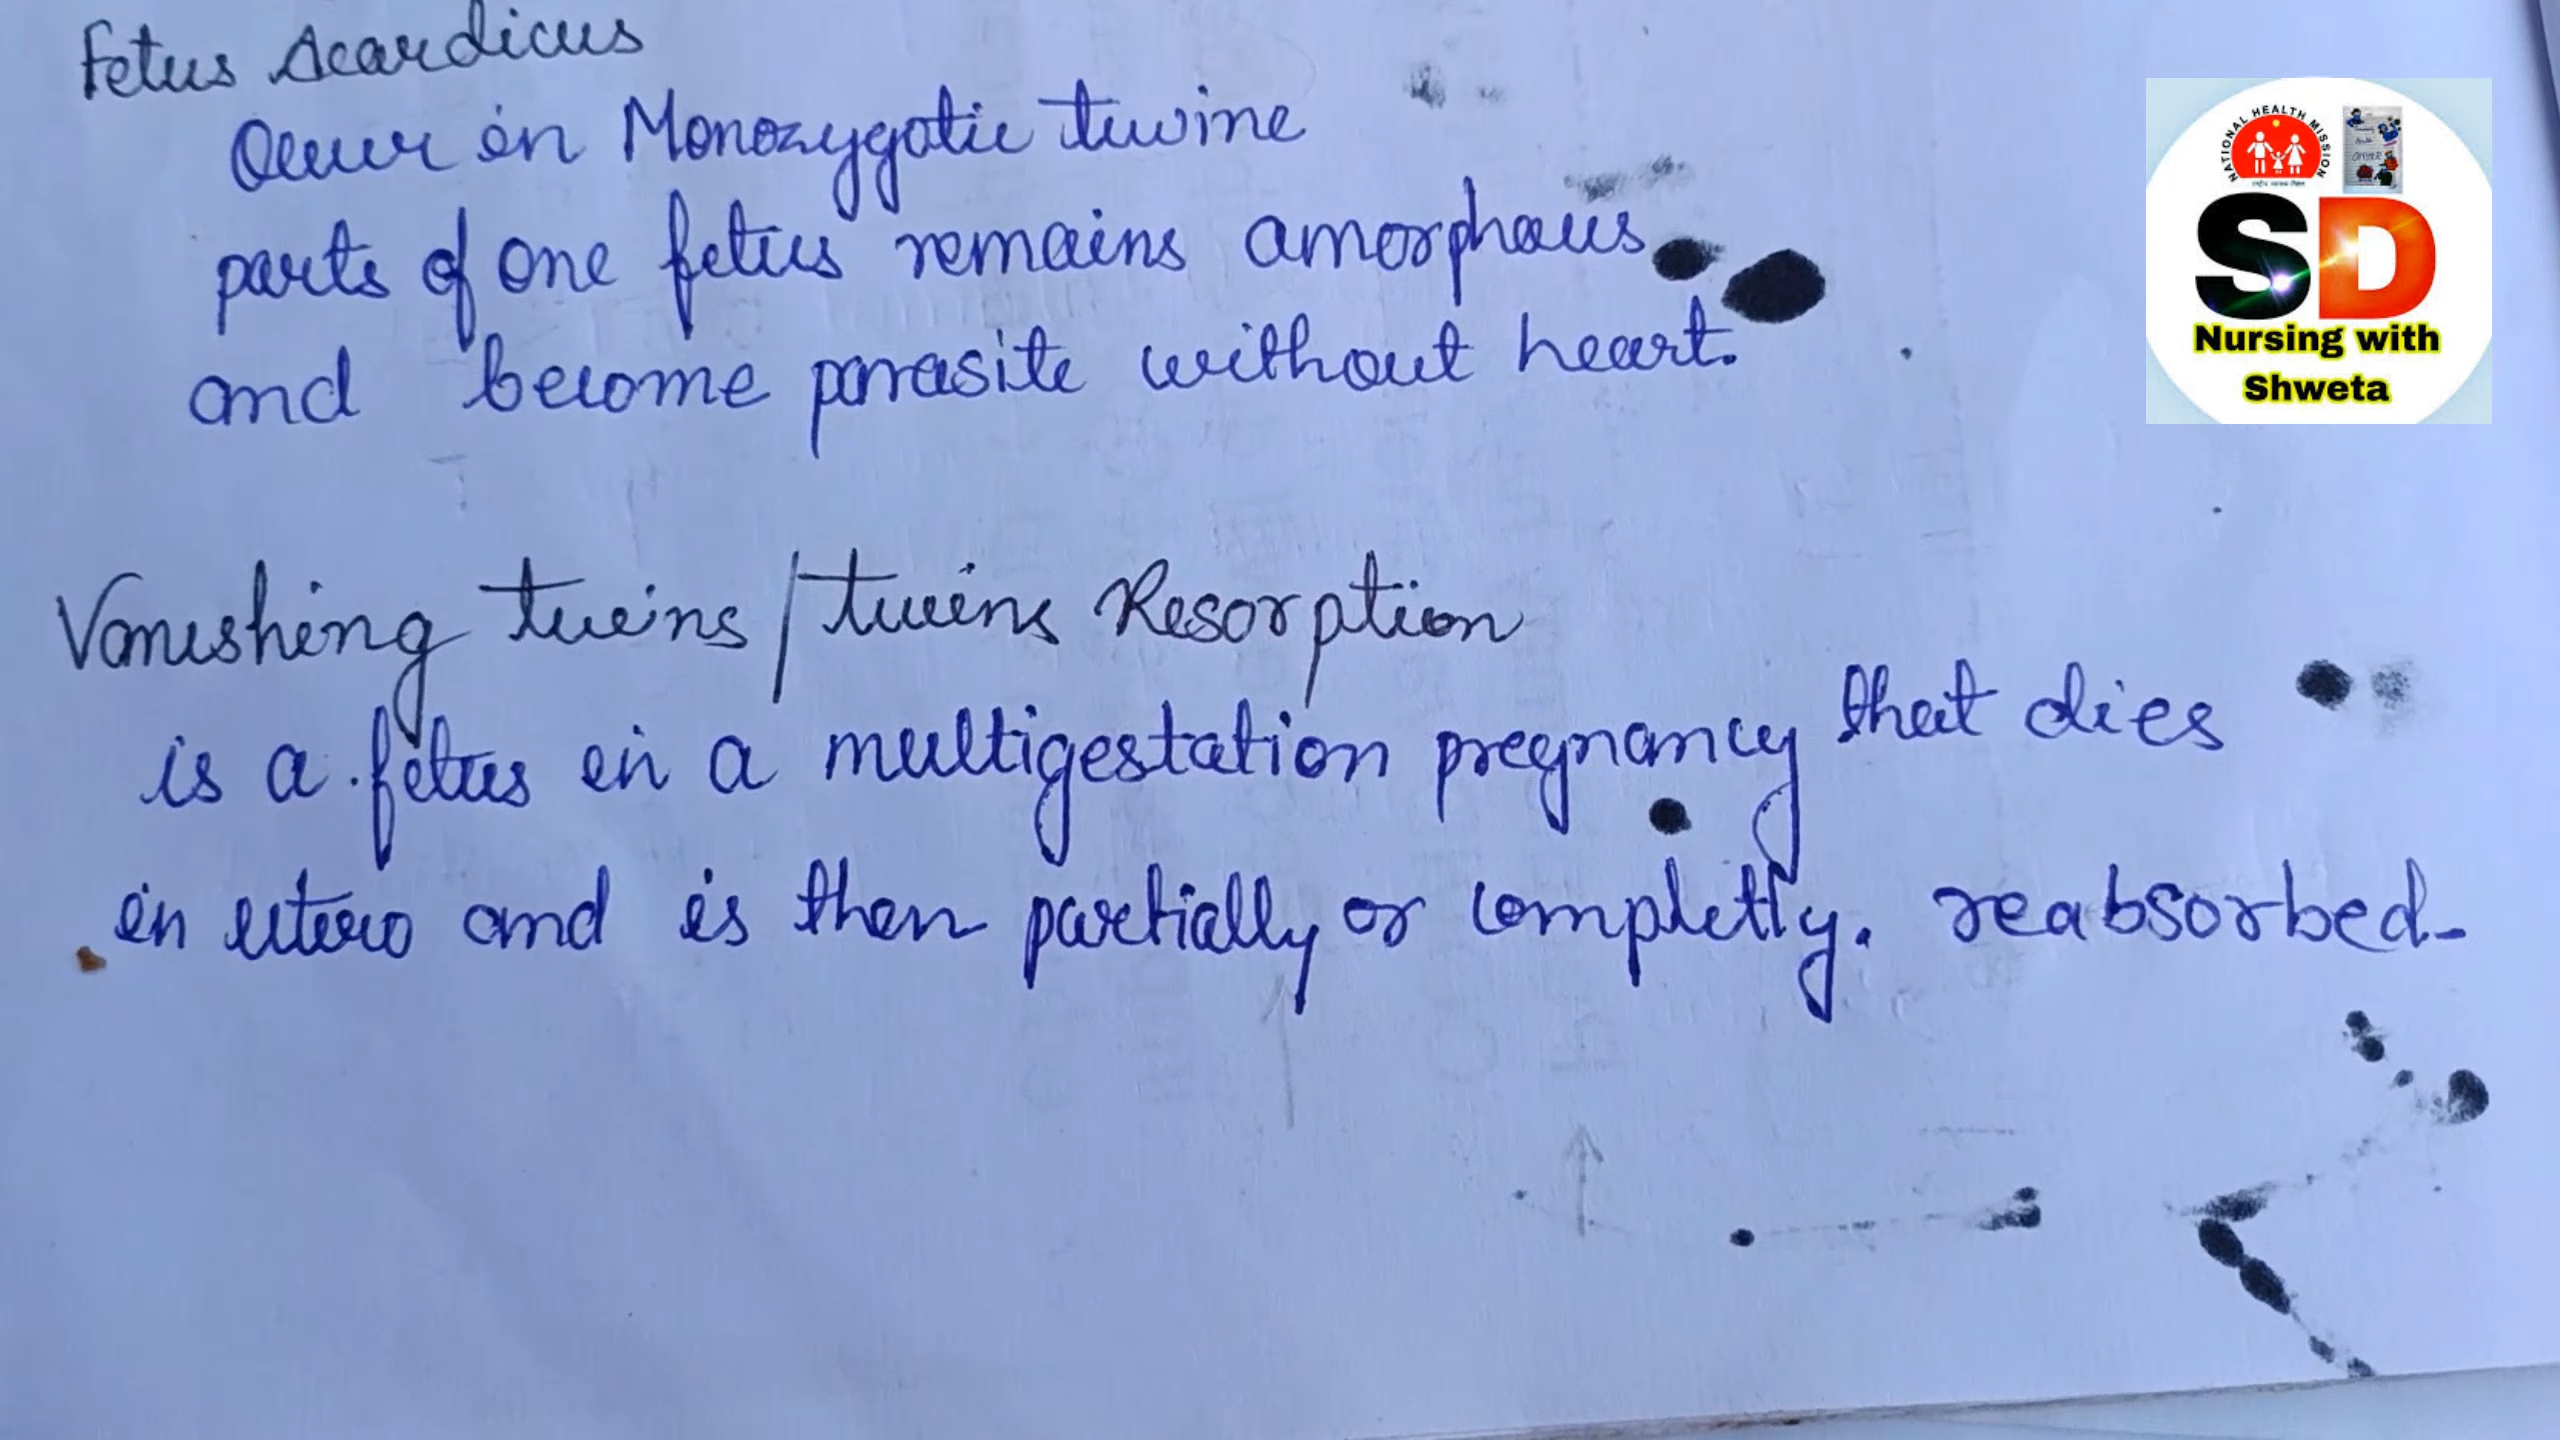 Fetus Acardicus
Occur in Monozygotic twine
parts of one fetus remains amorphous
and become parasite without heart.
Vanishing twins / twins Resorption
is a fetus in a multigestation pregnancy that dies
in utero and is then partially or completly. reabsorbed.
NATIONAL HEALTH MISSION
SD
Nursing with
Shweta